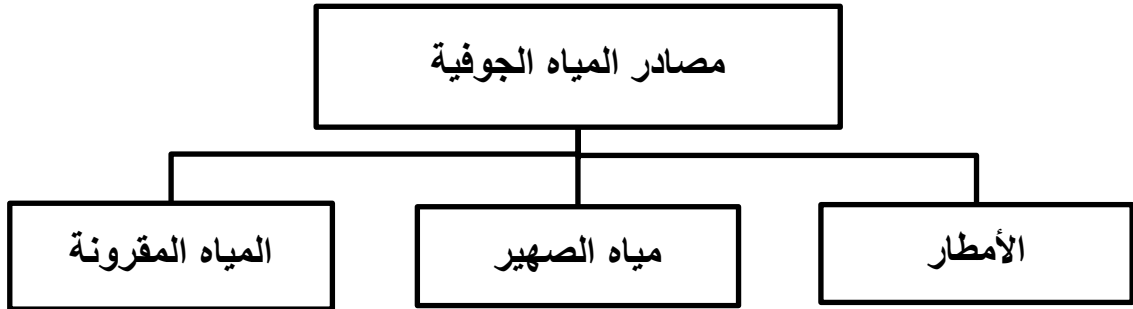 مصادر المياه الجوفية
الأمطار
مياه الصهير
المياه المقرونة